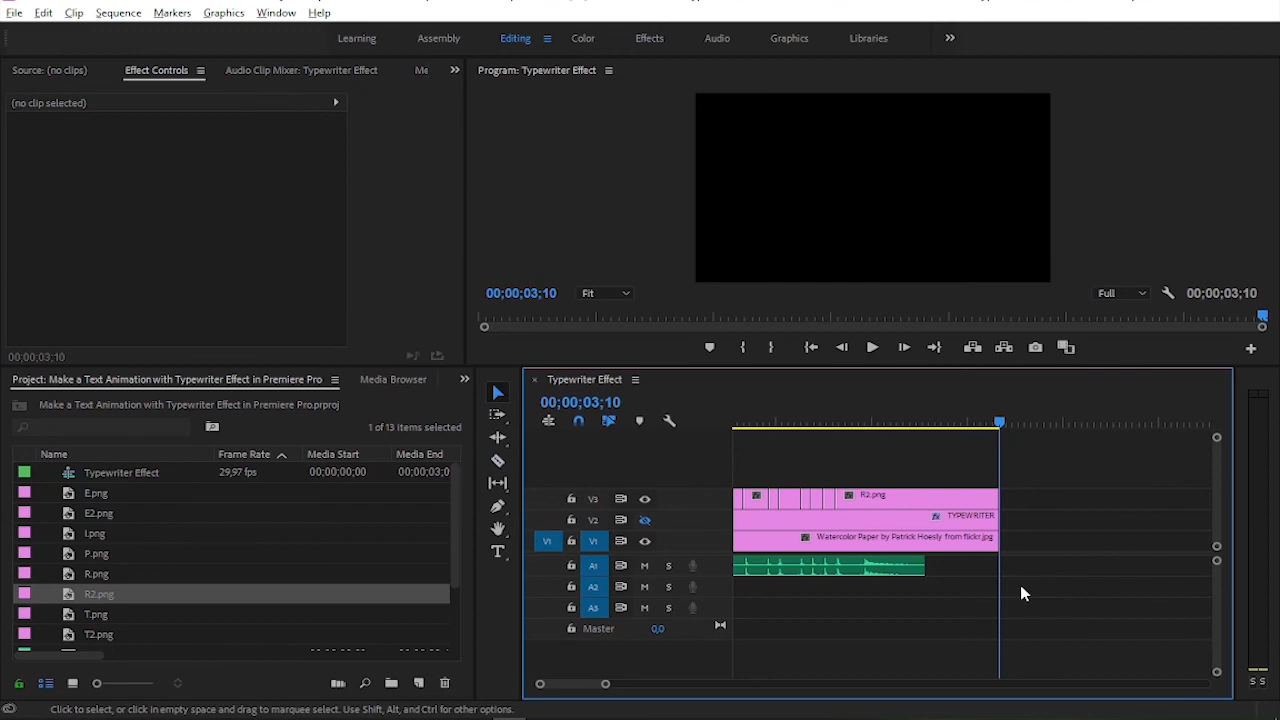 File Edit Clip Sequence Markers Graphics Window Help
Learning Assembly Editing Color Effects Audio Graphics Libraries
Source: (no clips) Effect Controls Audio Clip Mixer: Typewriter Effect Me
Program: Typewriter Effect
(no clip selected)
00;00;03;10 Fit Full 00;00;03;10
00;00;03;10
Project: Make a Text Animation with Typewriter Effect in Premiere Pro Media Browser
Make a Text Animation with Typewriter Effect in Premiere Pro.prproj
1 of 13 items selected
Name Frame Rate Media Start Media End
Typewriter Effect 29,97 fps 00;00;00;00 00;00;03;0
E.png
E2.png
I.png
P.png
R.png
R2.png
T.png
T2.png
Typewriter Effect
00;00;03;10
V3 R2.png
V2 TYPEWRITER
V1 V1 Watercolor Paper by Patrick Hoesly from flickr.jpg
A1 M S
A2 M S
A3 M S
Master 0,0
S S
Click to select, or click in empty space and drag to marquee select. Use Shift, Alt, and Ctrl for other options.